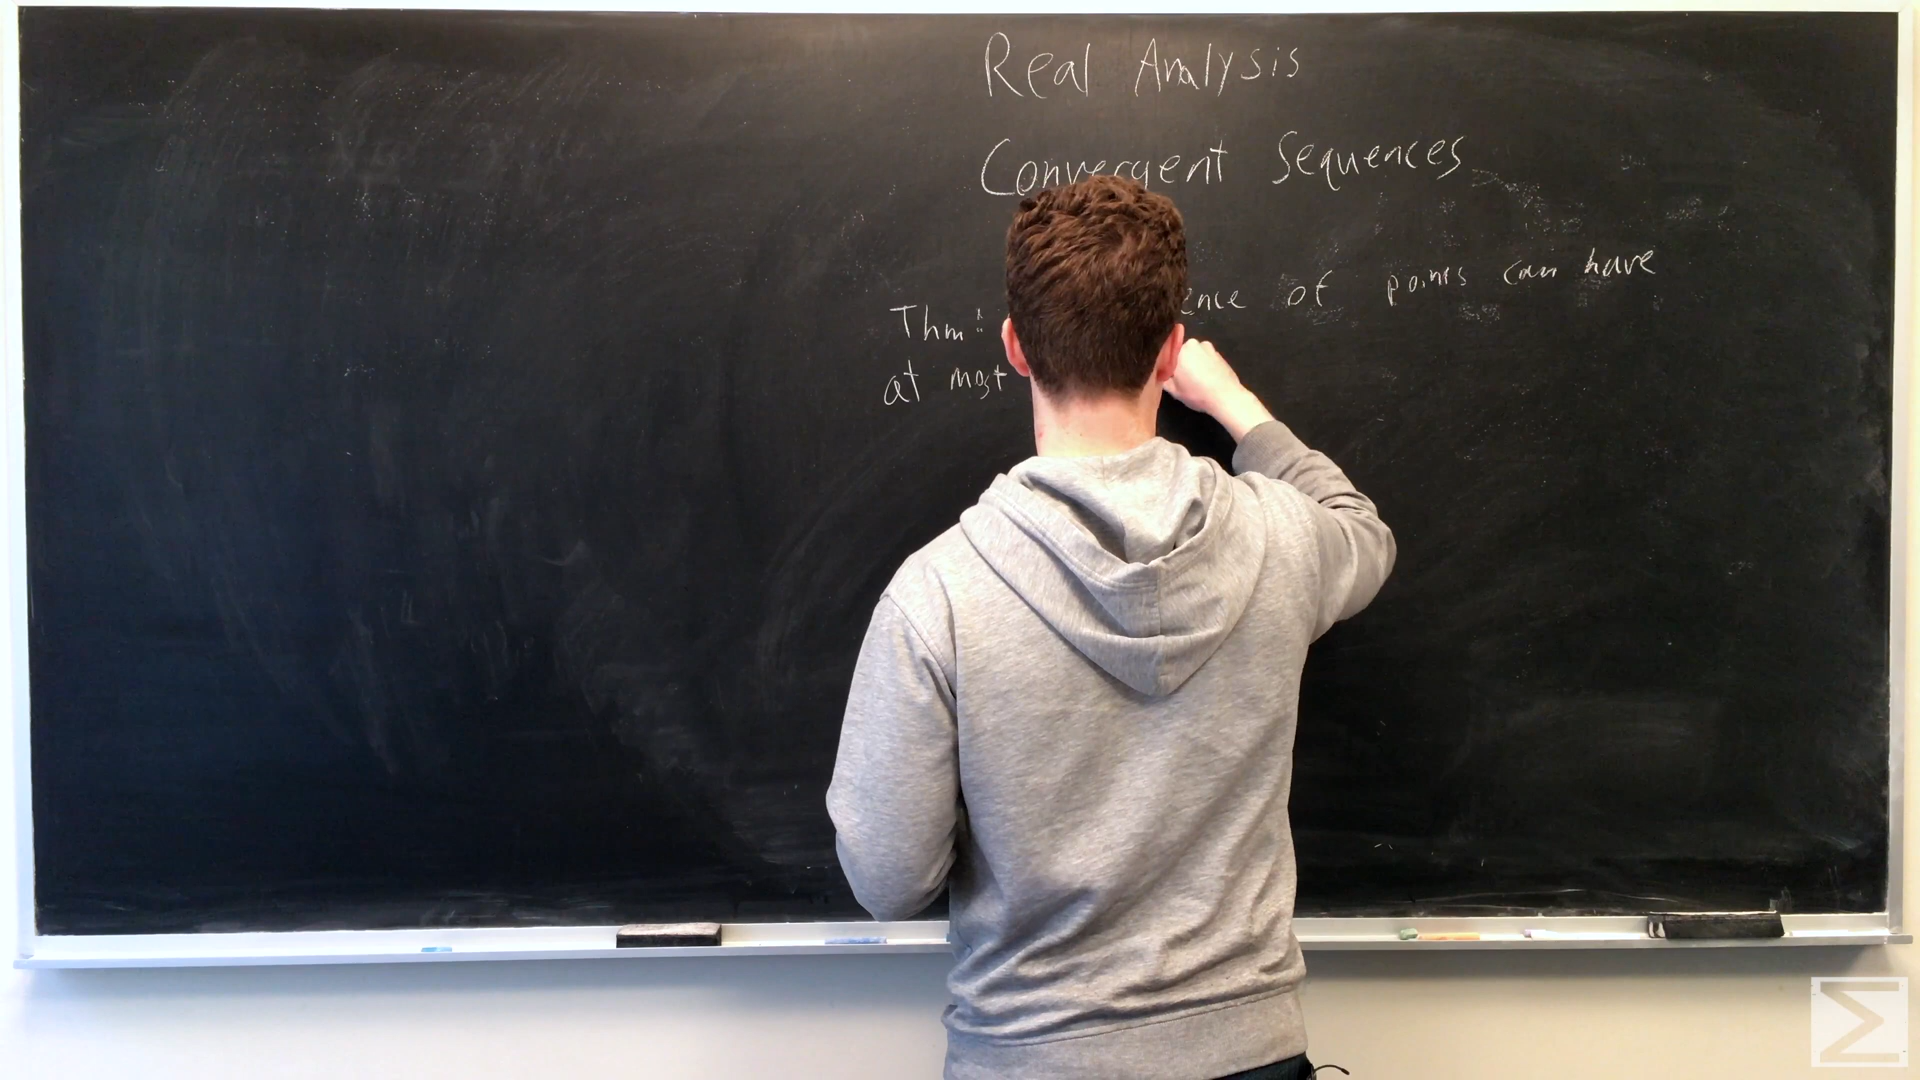 Real Analysis
Convergent Sequences
Thm: ence of points can have
at most